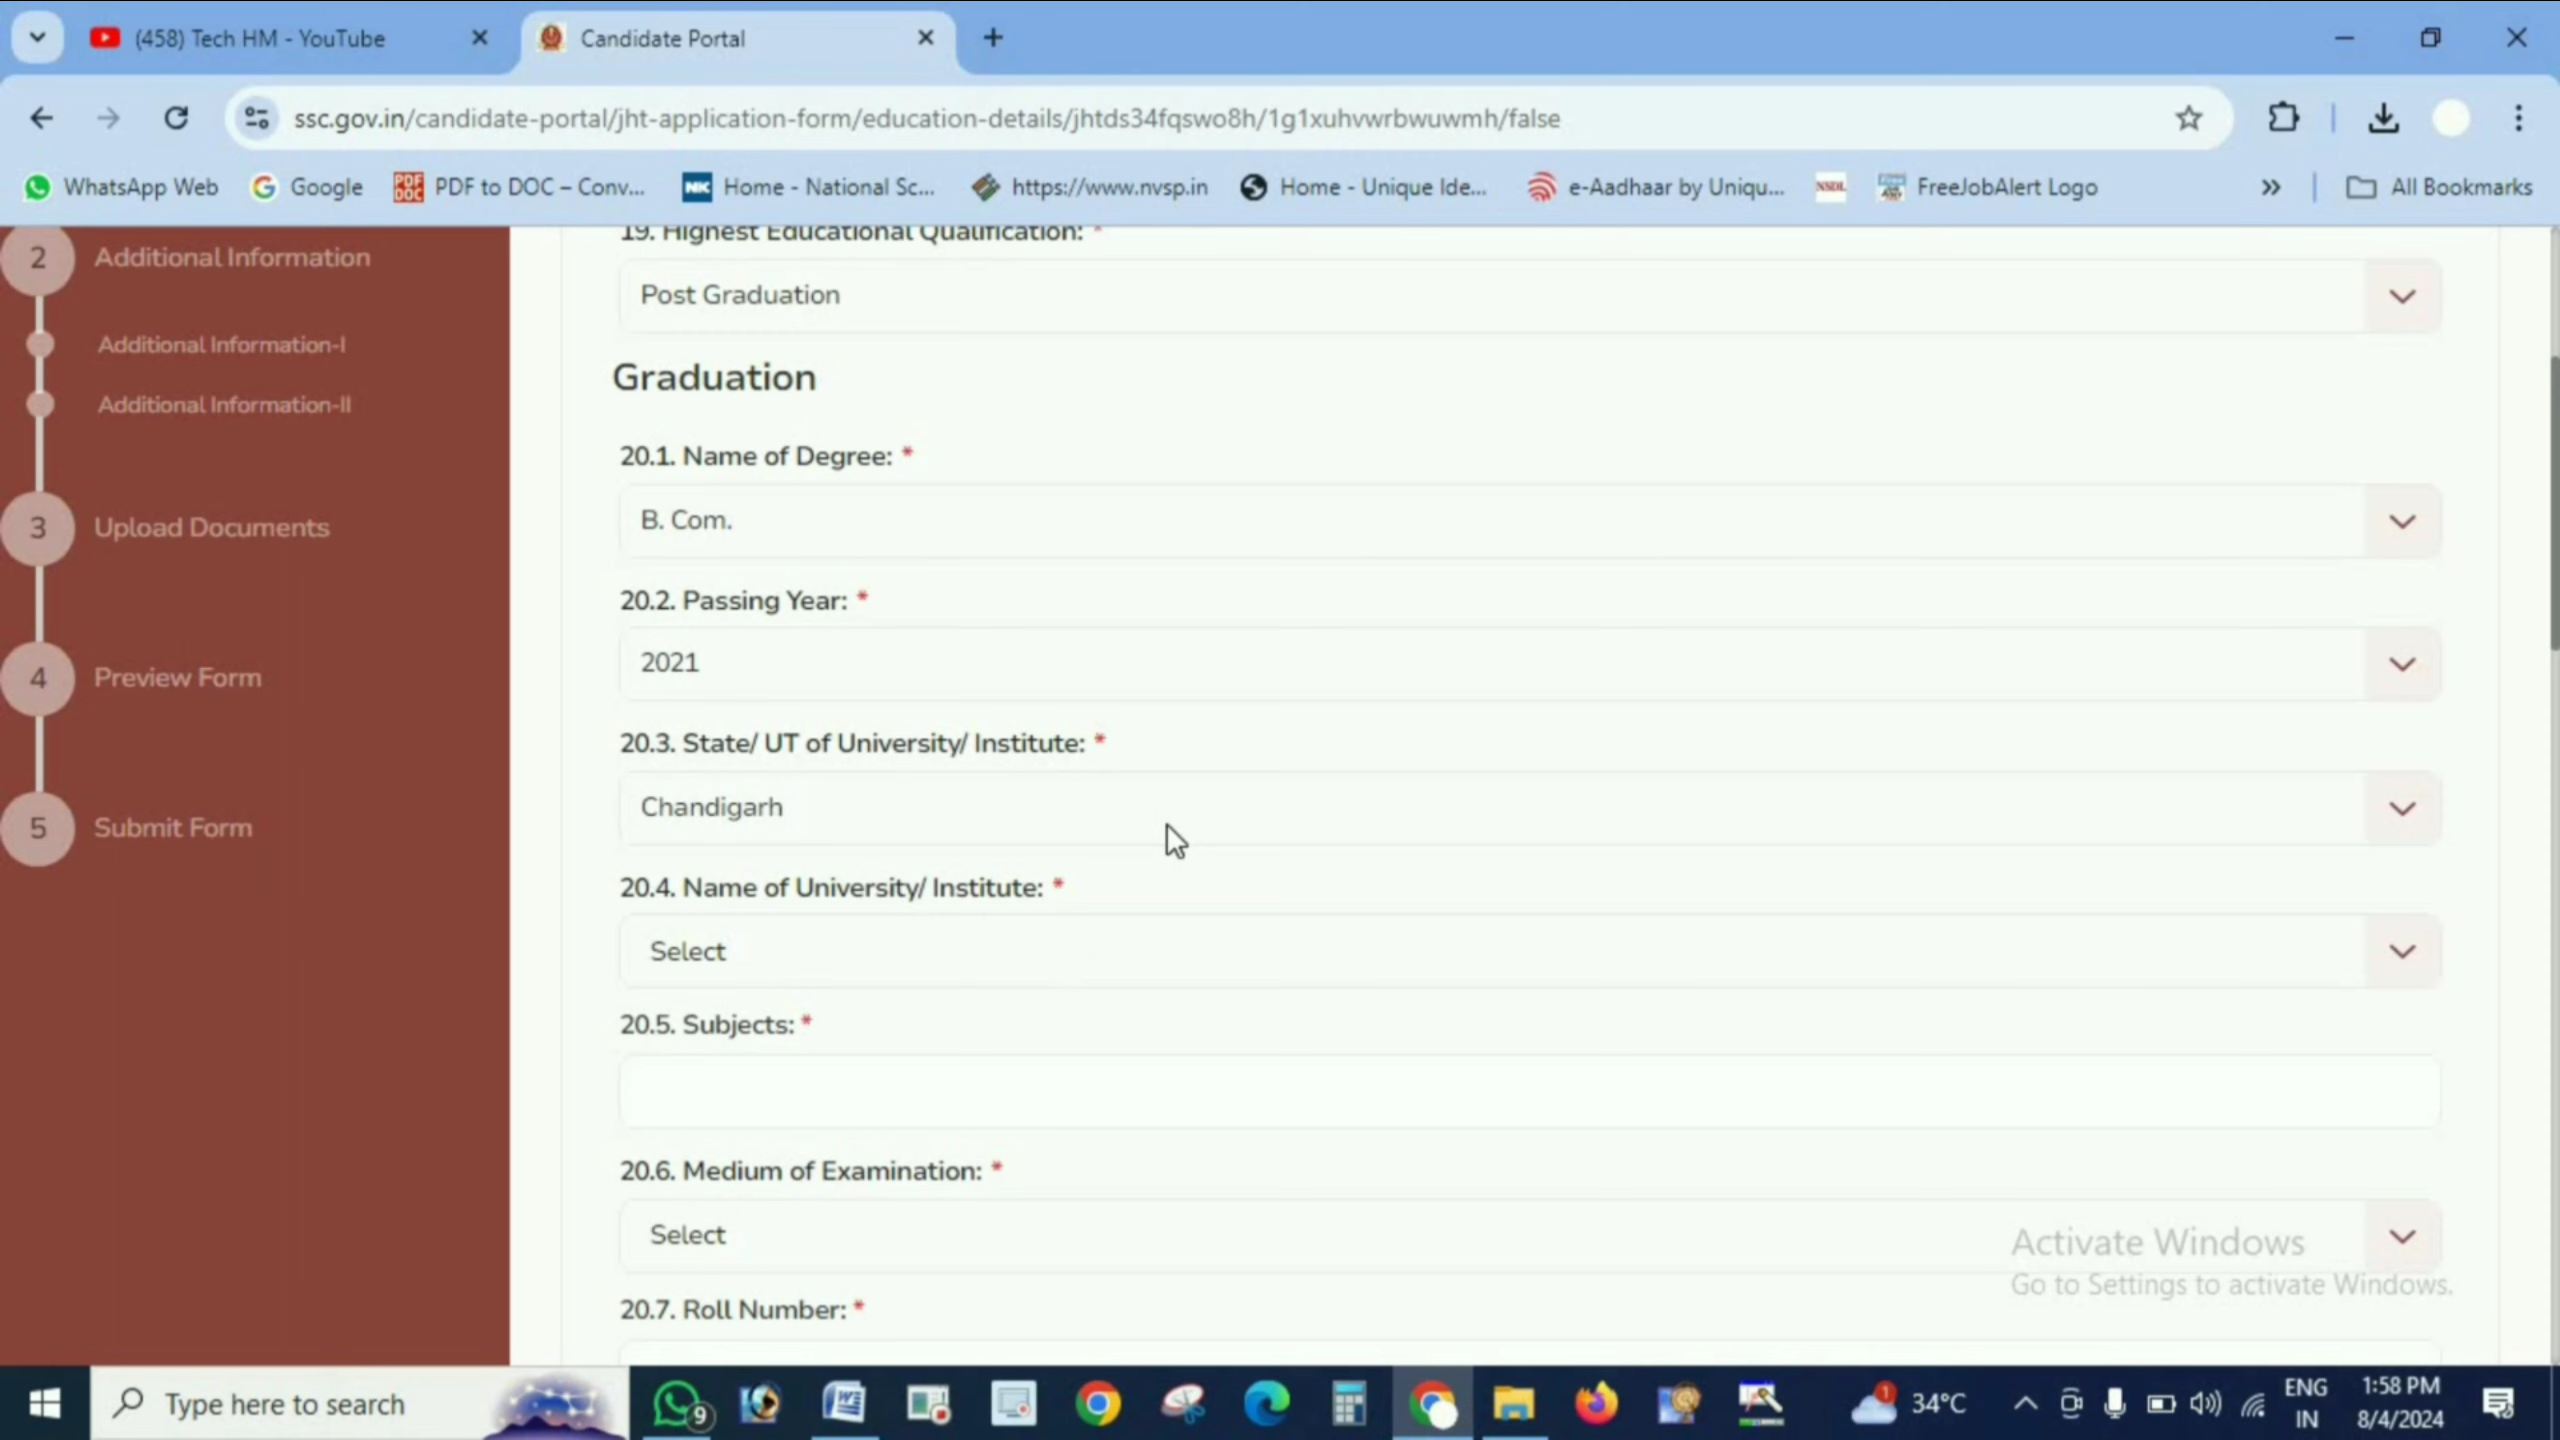 (458) Tech HM - YouTube
Candidate Portal
ssc.gov.in/candidate-portal/jht-application-form/education-details/jhtds34fqswo8h/1g1xuhvwrbwuwmh/false
WhatsApp Web
Google
PDF DOC
PDF to DOC – Conv...
NK
Home - National Sc...
https://www.nvsp.in
Home - Unique Ide...
e-Aadhaar by Uniqu...
NSDL
FreeJobAlert Logo
»
All Bookmarks
2
Additional Information
Additional Information-I
Additional Information-II
3
Upload Documents
4
Preview Form
5
Submit Form
19. Highest Educational Qualification: *
Post Graduation
Graduation
20.1. Name of Degree: *
B. Com.
20.2. Passing Year: *
2021
20.3. State/ UT of University/ Institute: *
Chandigarh
20.4. Name of University/ Institute: *
Select
20.5. Subjects: *
20.6. Medium of Examination: *
Select
20.7. Roll Number: *
Activate Windows
Go to Settings to activate Windows.
Type here to search
9
1
34°C
ENG
IN
1:58 PM
8/4/2024